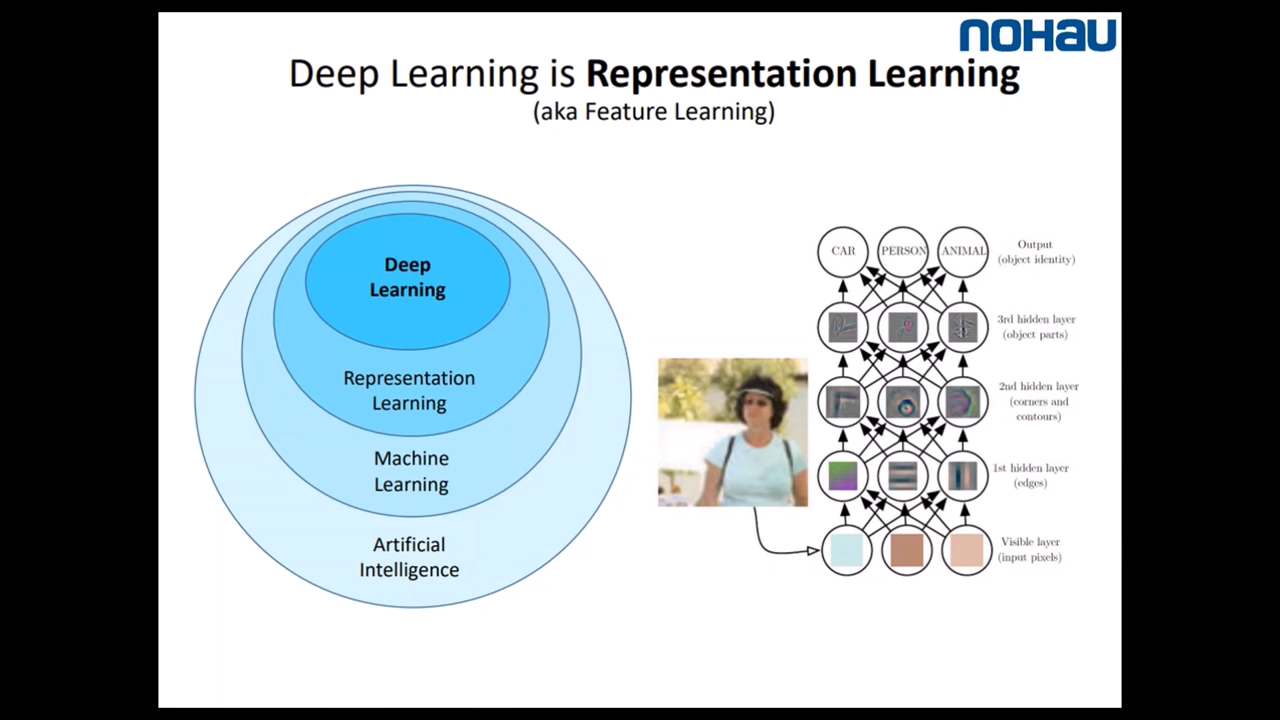 noHau
Deep Learning is Representation Learning
(aka Feature Learning)
Deep
Learning
Representation
Learning
Machine
Learning
Artificial
Intelligence
CAR
PERSON
ANIMAL
Output
(object identity)
3rd hidden layer
(object parts)
2nd hidden layer
(corners and
contours)
1st hidden layer
(edges)
Visible layer
(input pixels)